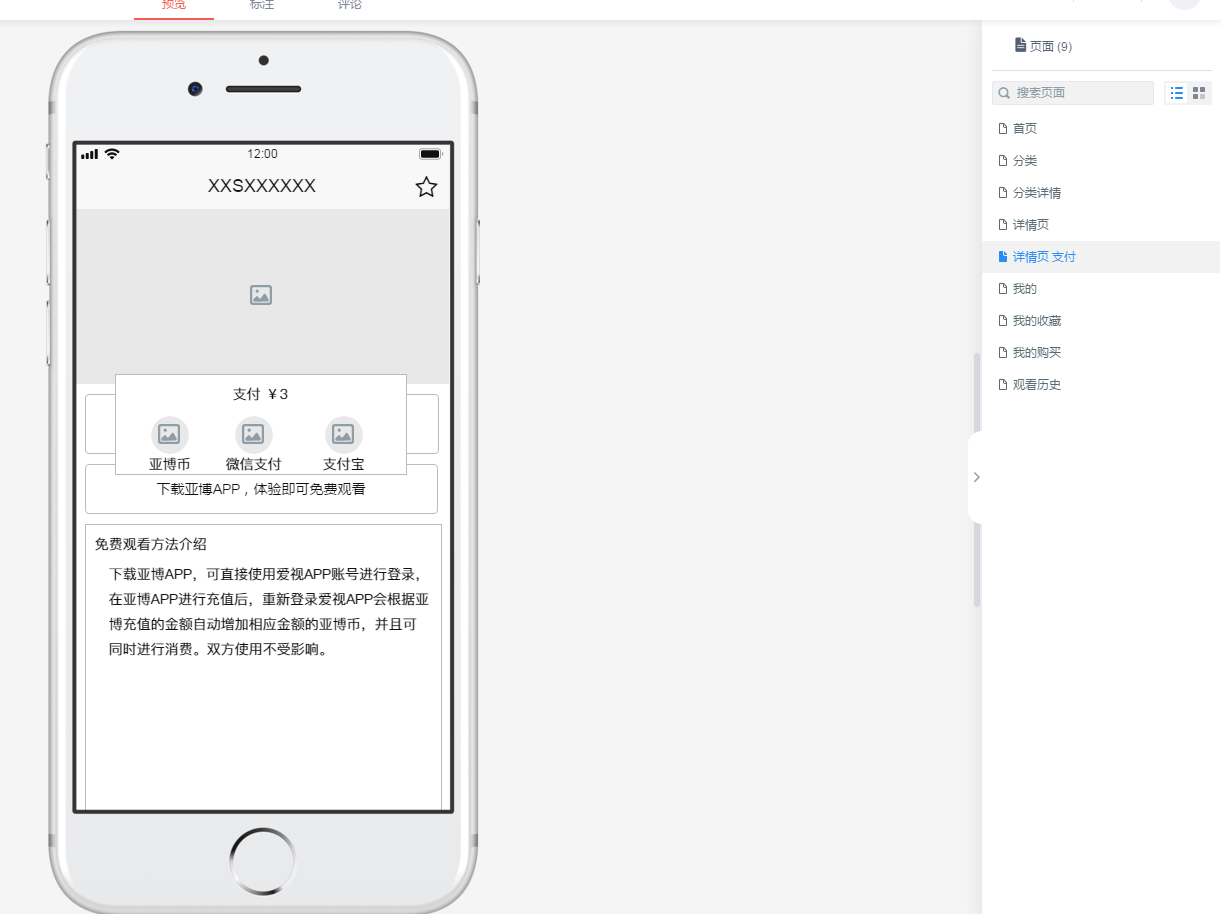 预览 标注 评论
页面 (9)
搜索页面
首页
分类
分类详情
详情页
详情页 支付
我的
我的收藏
我的购买
观看历史
12:00
XXSXXXXXX
支付 ¥3
亚博币 微信支付 支付宝
下载亚博APP，体验即可免费观看
免费观看方法介绍
下载亚博APP，可直接使用爱视APP账号进行登录，
在亚博APP进行充值后，重新登录爱视APP会根据亚
博充值的金额自动增加相应金额的亚博币，并且可
同时进行消费。双方使用不受影响。